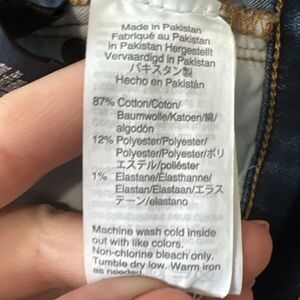 Made in Pakistan
Fabriqué au Pakistan
in Pakistan Hergestellt
Vervaardigd in Pakistan
パキスタン製
Hecho en Pakistán
87% Cotton/Coton/
Baumwolle/Katoen/綿/
algodón
12% Polyester/Polyester/
Polyester/Polyester/ポリ
エステル/poliéster
1% Elastane/Élasthanne/
Elastan/Elastaan/エラス
テーン/elastano
Machine wash cold inside
out with like colors.
Non-chlorine bleach only.
Tumble dry low. Warm iron
as needed.